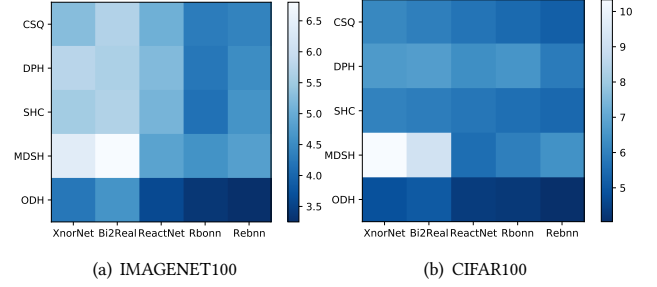 CSQ
DPH
SHC
MDSH
ODH
XnorNet Bi2Real ReactNet Rbonn Rebnn
6.5
6.0
5.5
5.0
4.5
4.0
3.5
(a) IMAGENET100
CSQ
DPH
SHC
MDSH
ODH
XnorNet Bi2Real ReactNet Rbonn Rebnn
10
9
8
7
6
5
(b) CIFAR100